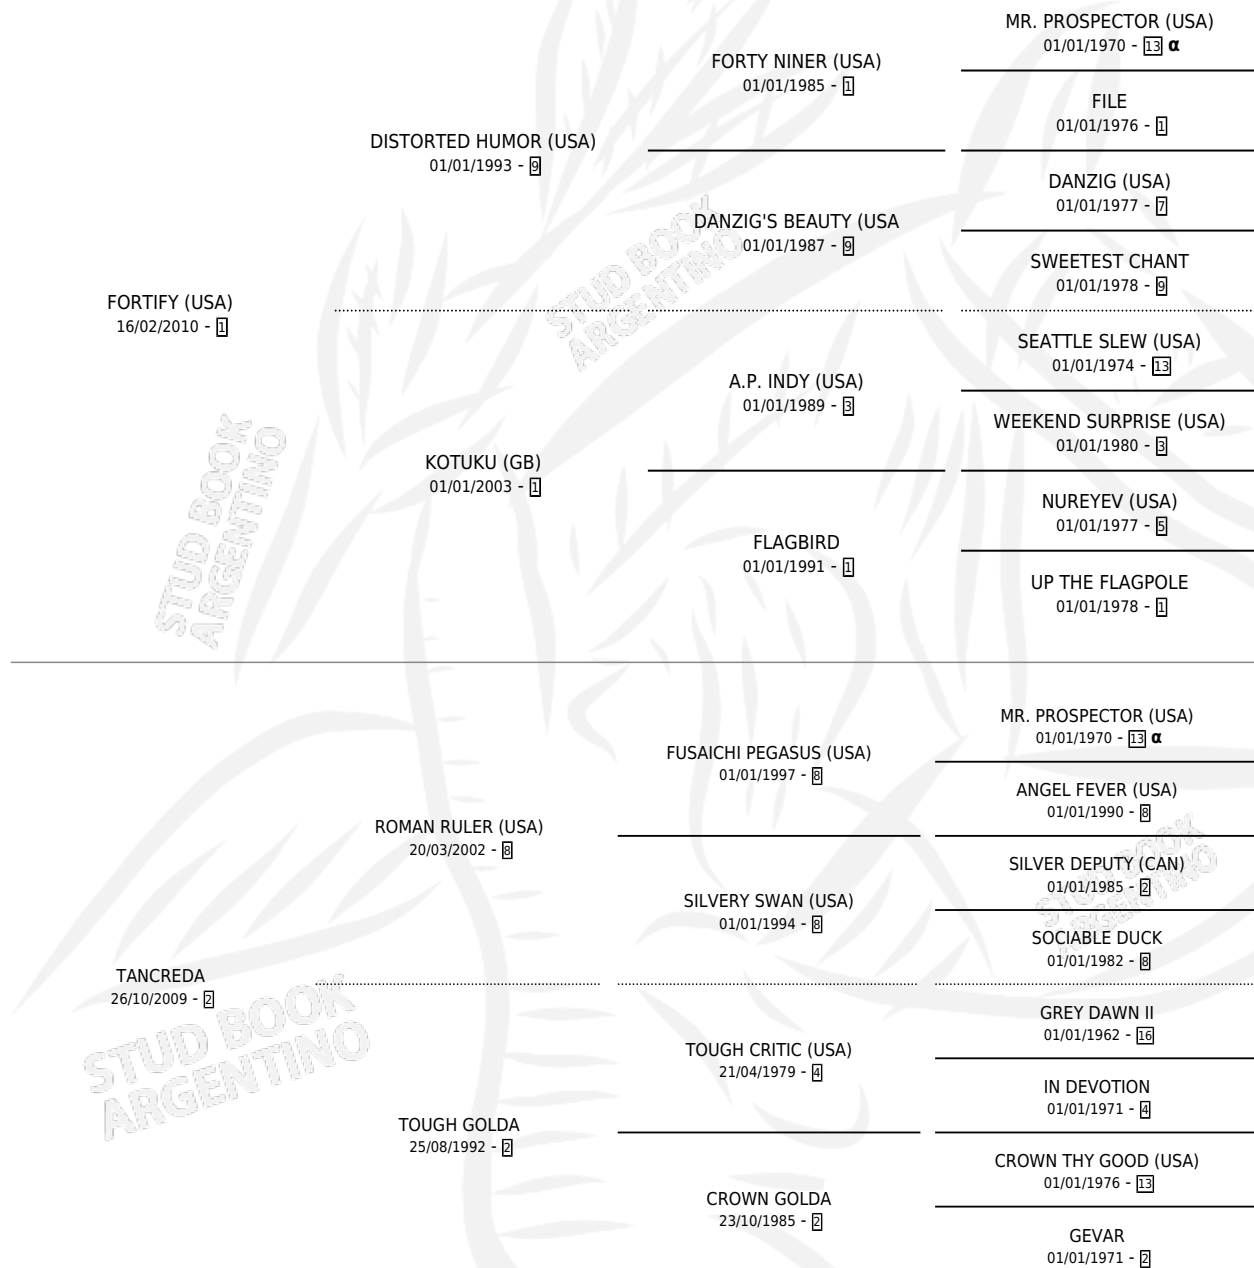 MR. PROSPECTOR (USA)
01/01/1970 - 13 α
FORTY NINER (USA)
01/01/1985 - 1
FILE
01/01/1976 - 1
DISTORTED HUMOR (USA)
01/01/1993 - 9
DANZIG (USA)
01/01/1977 - 7
DANZIG'S BEAUTY (USA
01/01/1987 - 9
SWEETEST CHANT
01/01/1978 - 9
FORTIFY (USA)
16/02/2010 - 1
SEATTLE SLEW (USA)
01/01/1974 - 13
A.P. INDY (USA)
01/01/1989 - 3
WEEKEND SURPRISE (USA)
01/01/1980 - 3
KOTUKU (GB)
01/01/2003 - 1
NUREYEV (USA)
01/01/1977 - 5
FLAGBIRD
01/01/1991 - 1
UP THE FLAGPOLE
01/01/1978 - 1
MR. PROSPECTOR (USA)
01/01/1970 - 13 α
FUSAICHI PEGASUS (USA)
01/01/1997 - 8
ANGEL FEVER (USA)
01/01/1990 - 8
ROMAN RULER (USA)
20/03/2002 - 8
SILVER DEPUTY (CAN)
01/01/1985 - 2
SILVERY SWAN (USA)
01/01/1994 - 8
SOCIABLE DUCK
01/01/1982 - 8
TANCREDA
26/10/2009 - 2
GREY DAWN II
01/01/1962 - 16
TOUGH CRITIC (USA)
21/04/1979 - 4
IN DEVOTION
01/01/1971 - 4
TOUGH GOLDA
25/08/1992 - 2
CROWN THY GOOD (USA)
01/01/1976 - 13
CROWN GOLDA
23/10/1985 - 2
GEVAR
01/01/1971 - 2
STUD BOOK
ARGENTINO
STUD BOOK
ARGENTINO
STUD BOOK
ARGENTINO
STUD BOOK
ARGENTINO